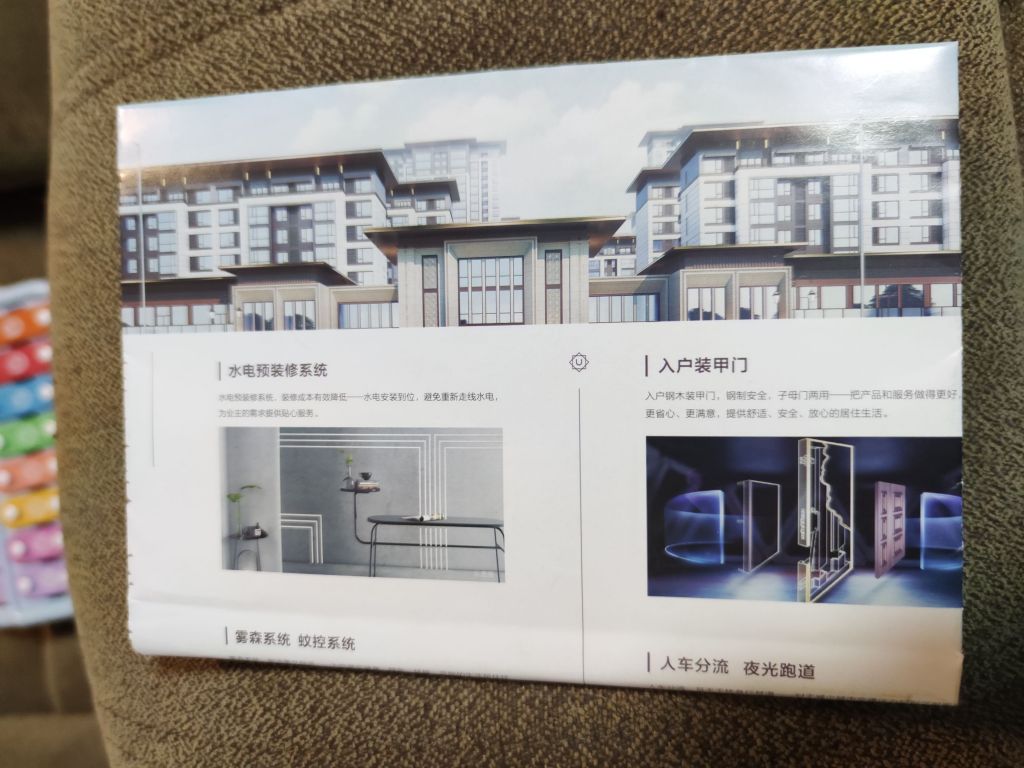 水电预装修系统
水电预装修系统，装修成本有效降低——水电安装到位，避免重新走线水电，
为业主的需求提供贴心服务。
雾森系统 蚊控系统
U
入户装甲门
入户钢木装甲门，钢制安全，子母门两用——把产品和服务做得更好，
更省心、更满意，提供舒适、安全、放心的居住生活。
人车分流 夜光跑道